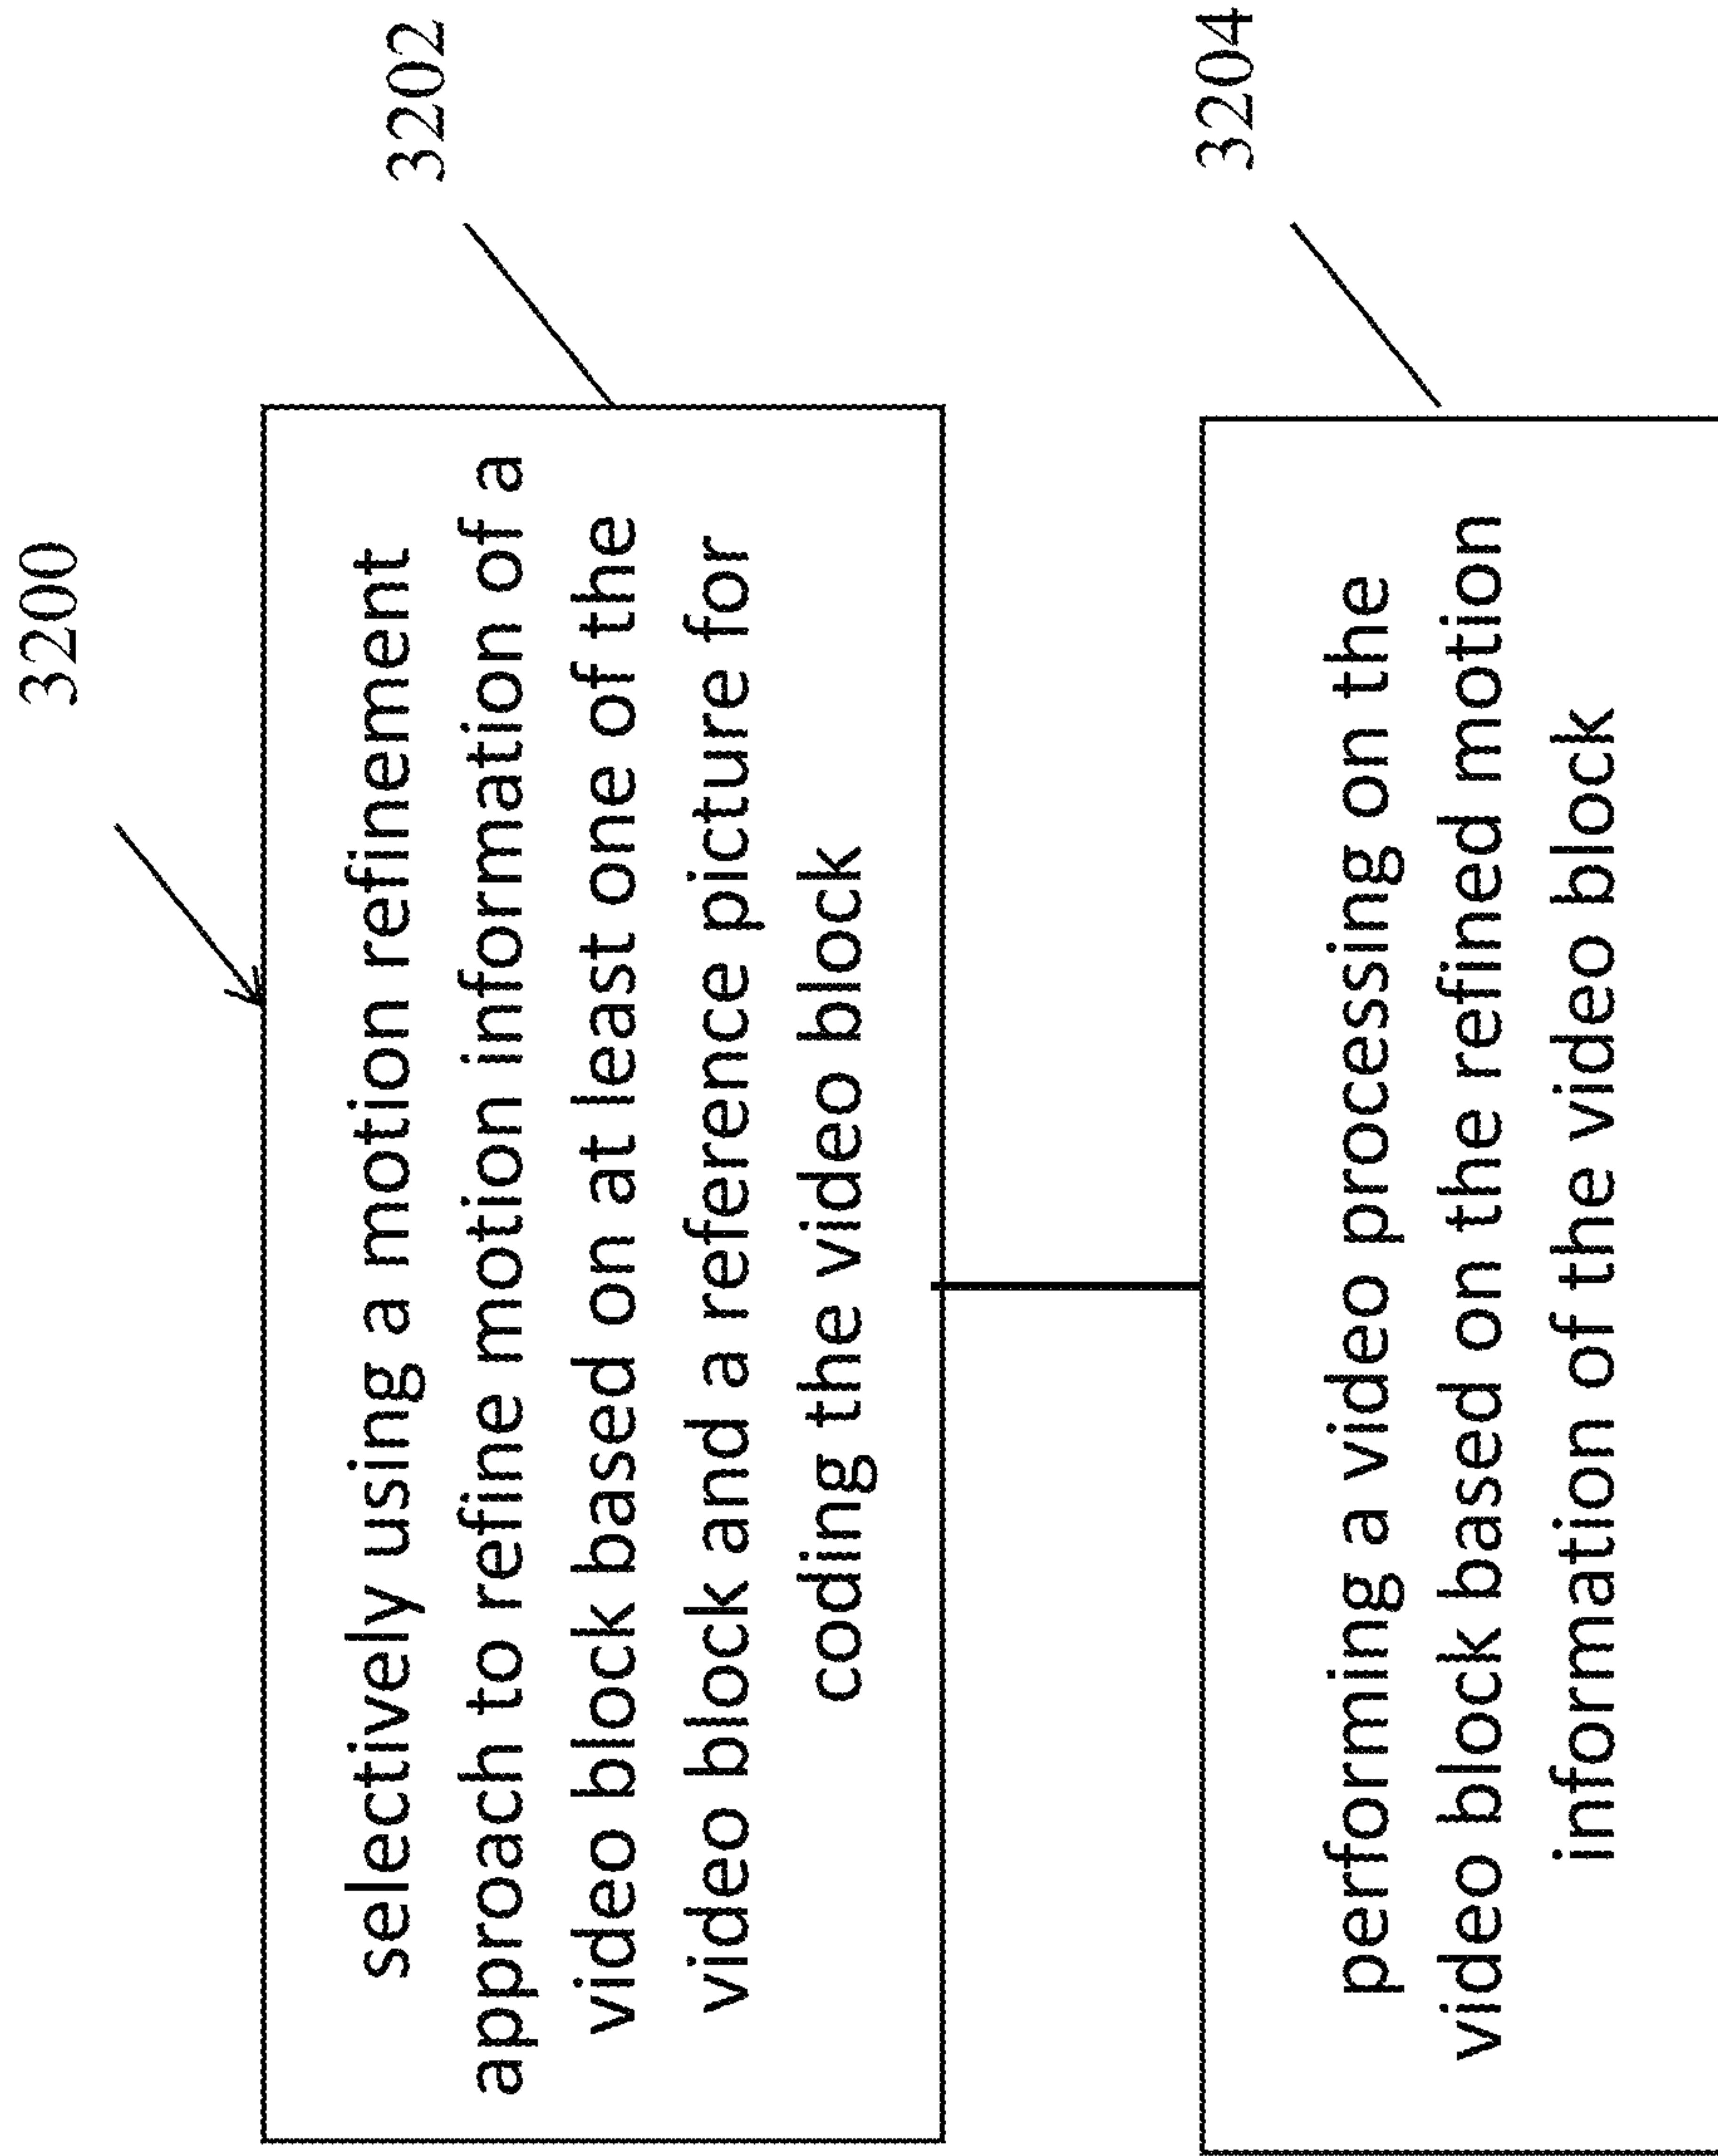 3200
selectively using a motion refinement
approach to refine motion information of a
video block based on at least one of the
video block and a reference picture for
coding the video block
3202
performing a video processing on the
video block based on the refined motion
information of the video block
3204